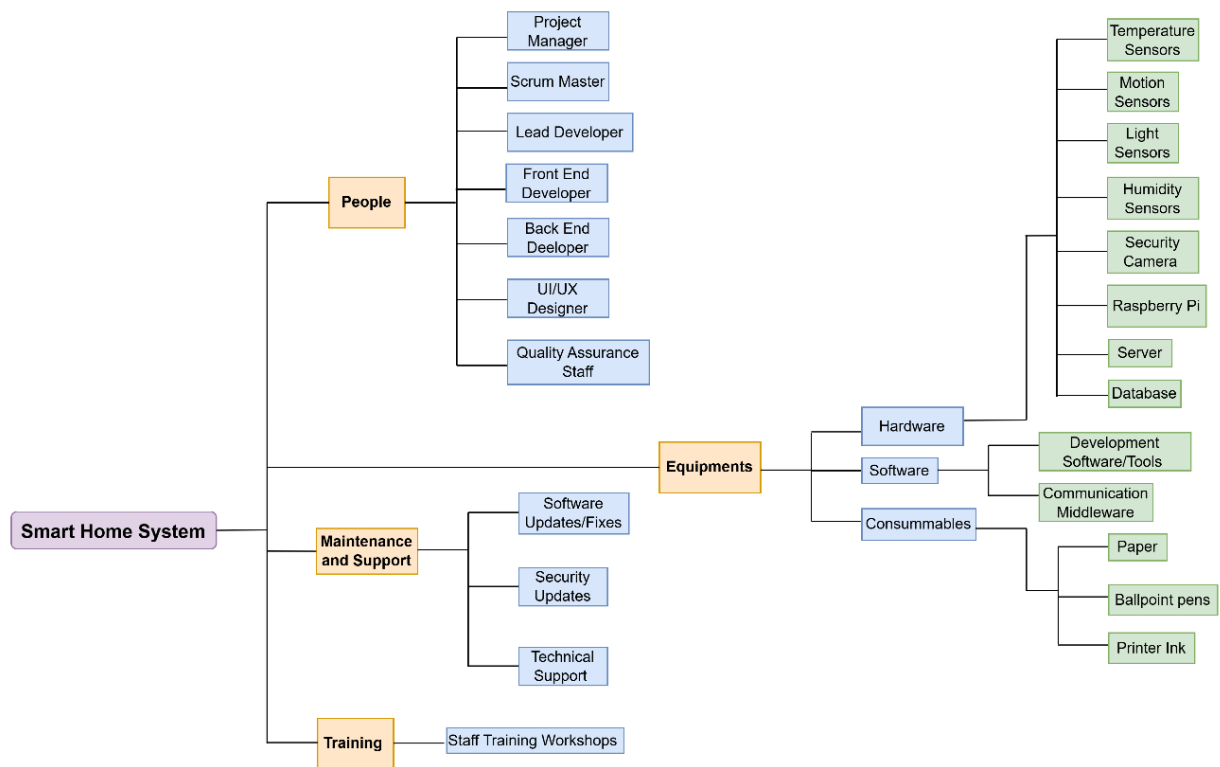 Smart Home System
People
Project
Manager
Scrum Master
Lead Developer
Front End
Developer
Back End
Deeloper
UI/UX
Designer
Quality Assurance
Staff
Equipments
Hardware
Temperature
Sensors
Motion
Sensors
Light
Sensors
Humidity
Sensors
Security
Camera
Raspberry Pi
Server
Database
Software
Development
Software/Tools
Communication
Middleware
Consummables
Paper
Ballpoint pens
Printer Ink
Maintenance
and Support
Software
Updates/Fixes
Security
Updates
Technical
Support
Training
Staff Training Workshops